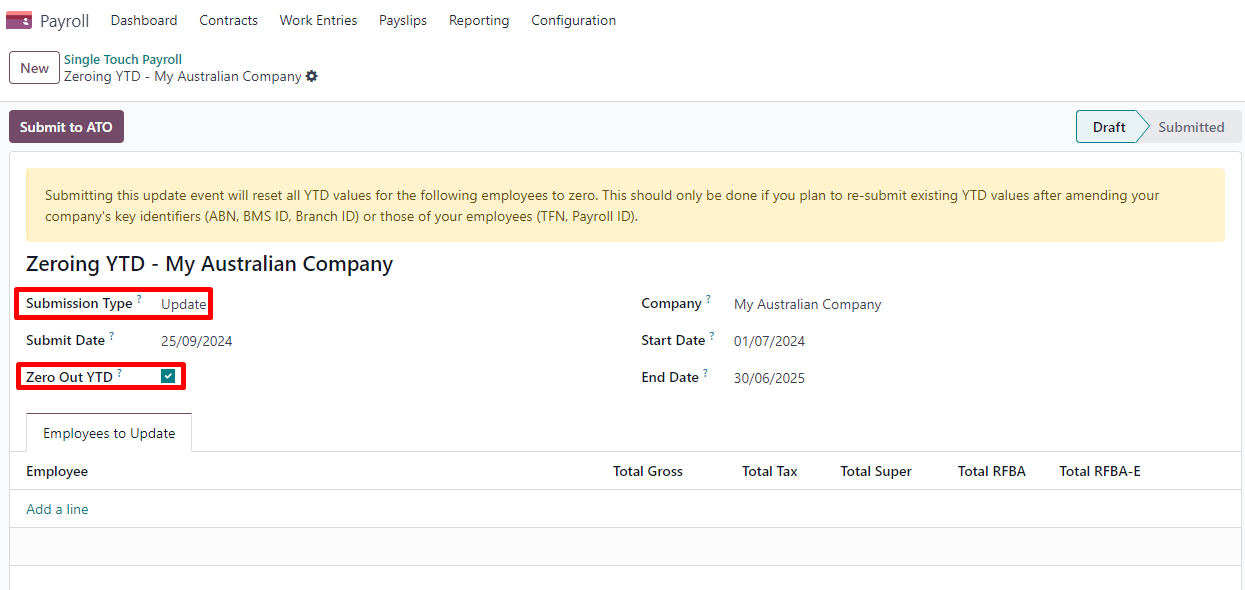 Payroll Dashboard Contracts Work Entries Payslips Reporting Configuration
New
Single Touch Payroll
Zeroing YTD - My Australian Company
Submit to ATO
Draft Submitted
Submitting this update event will reset all YTD values for the following employees to zero. This should only be done if you plan to re-submit existing YTD values after amending your
company's key identifiers (ABN, BMS ID, Branch ID) or those of your employees (TFN, Payroll ID).
Zeroing YTD - My Australian Company
Submission Type ? Update Company ? My Australian Company
Submit Date ? 25/09/2024 Start Date ? 01/07/2024
Zero Out YTD ? End Date ? 30/06/2025
Employees to Update
Employee Total Gross Total Tax Total Super Total RFBA Total RFBA-E
Add a line